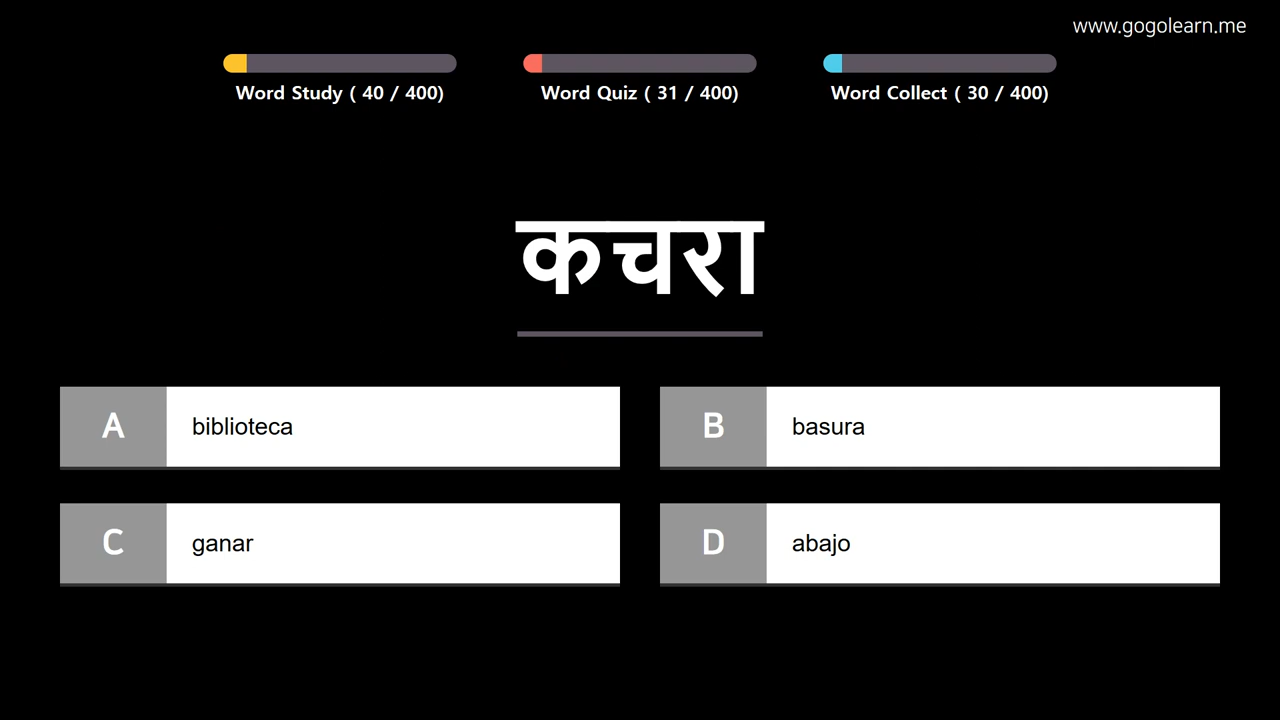 www.gogolearn.me
Word Study ( 40 / 400)
Word Quiz ( 31 / 400)
Word Collect ( 30 / 400)
कचरा
A biblioteca
B basura
C ganar
D abajo